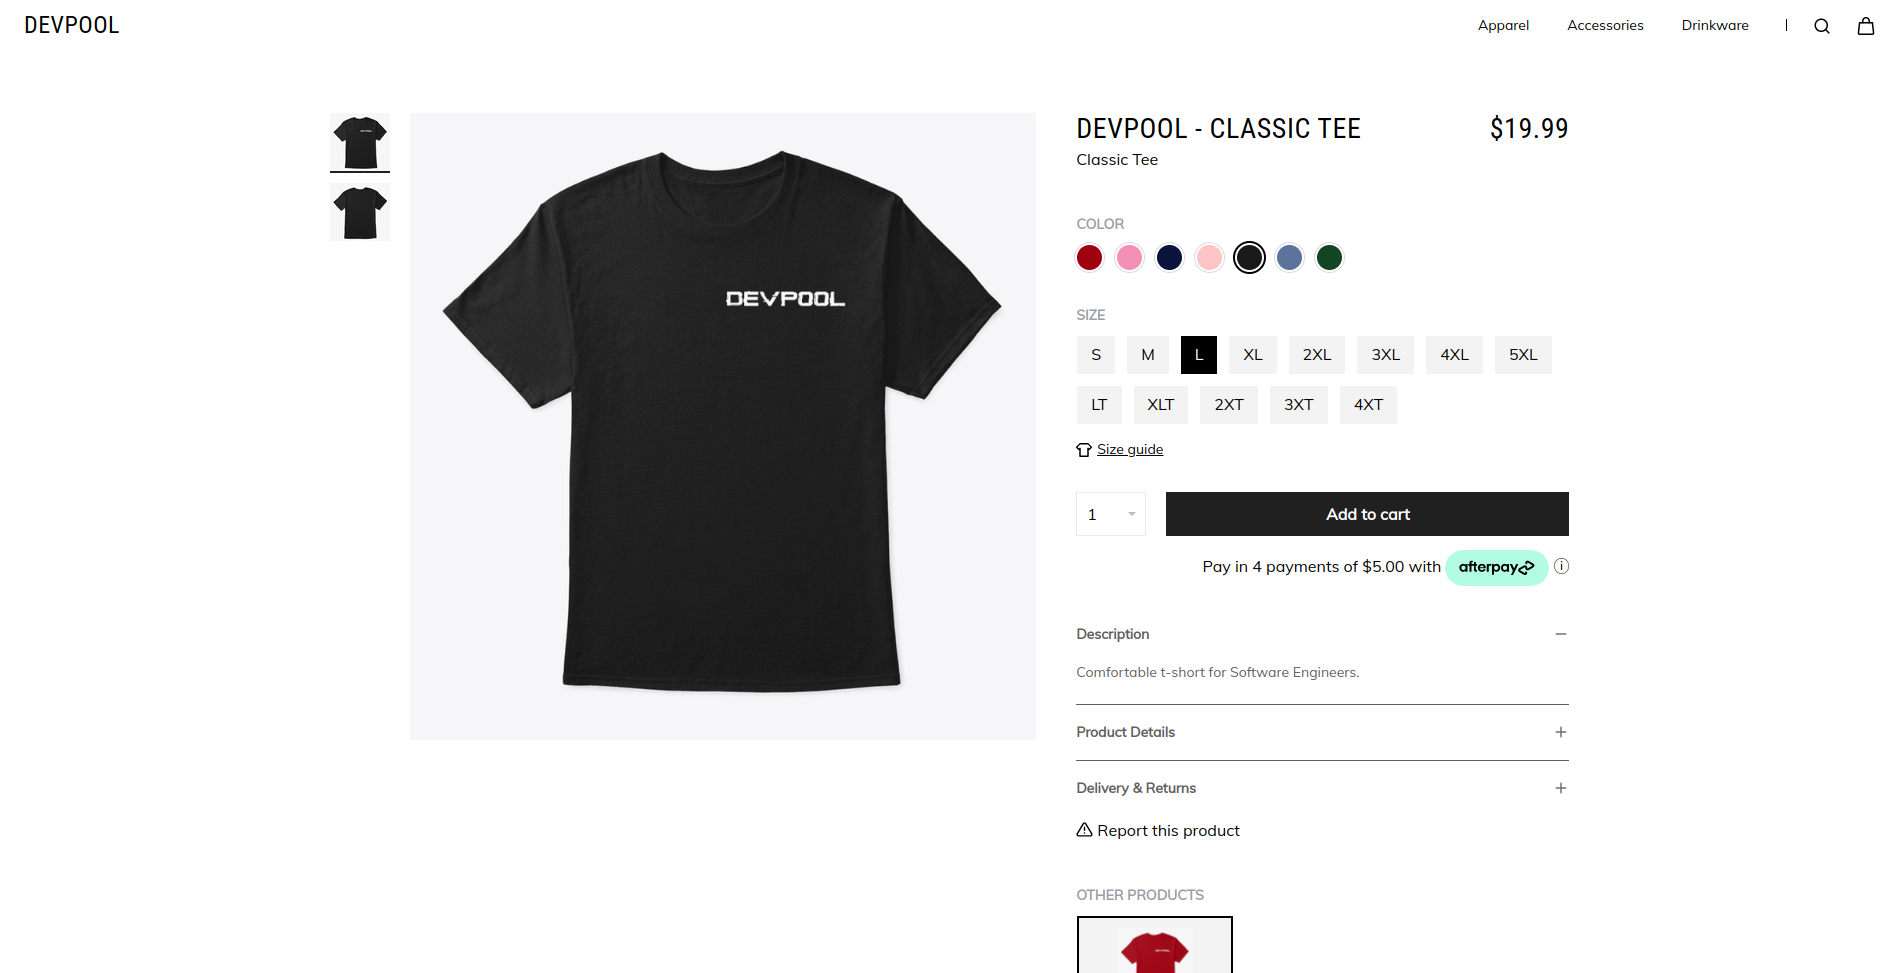 DEVPOOL
Apparel Accessories Drinkware
DEVPOOL
DEVPOOL - CLASSIC TEE $19.99
Classic Tee
COLOR
SIZE
S M L XL 2XL 3XL 4XL 5XL
LT XLT 2XT 3XT 4XT
Size guide
1 Add to cart
Pay in 4 payments of $5.00 with afterpay
Description
Comfortable t-short for Software Engineers.
Product Details
Delivery & Returns
Report this product
OTHER PRODUCTS